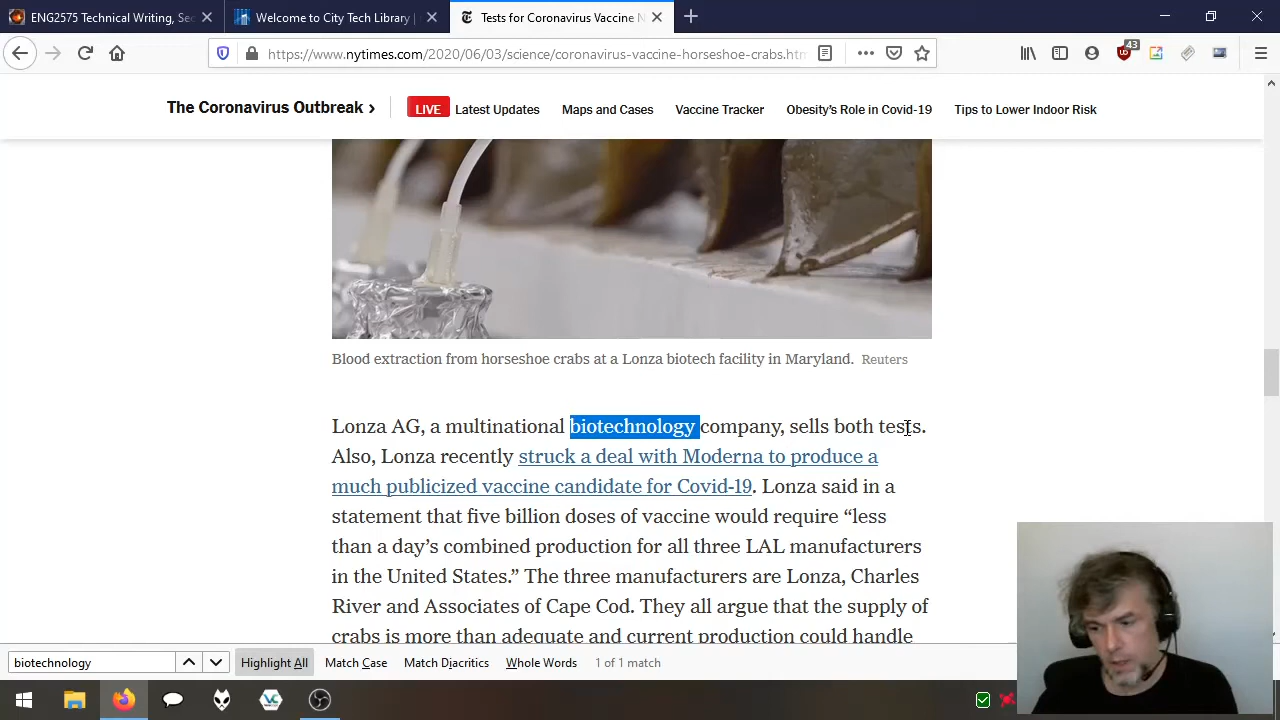 ENG2575 Technical Writing, Se
Welcome to City Tech Library |
Tests for Coronavirus Vaccine N
https://www.nytimes.com/2020/06/03/science/coronavirus-vaccine-horseshoe-crabs.htm
43
The Coronavirus Outbreak ›
LIVE Latest Updates Maps and Cases Vaccine Tracker Obesity's Role in Covid-19 Tips to Lower Indoor Risk
Blood extraction from horseshoe crabs at a Lonza biotech facility in Maryland. Reuters
Lonza AG, a multinational biotechnology company, sells both tests.
Also, Lonza recently struck a deal with Moderna to produce a
much publicized vaccine candidate for Covid-19. Lonza said in a
statement that five billion doses of vaccine would require “less
than a day’s combined production for all three LAL manufacturers
in the United States.” The three manufacturers are Lonza, Charles
River and Associates of Cape Cod. They all argue that the supply of
crabs is more than adequate and current production could handle
biotechnology
Highlight All Match Case Match Diacritics Whole Words 1 of 1 match